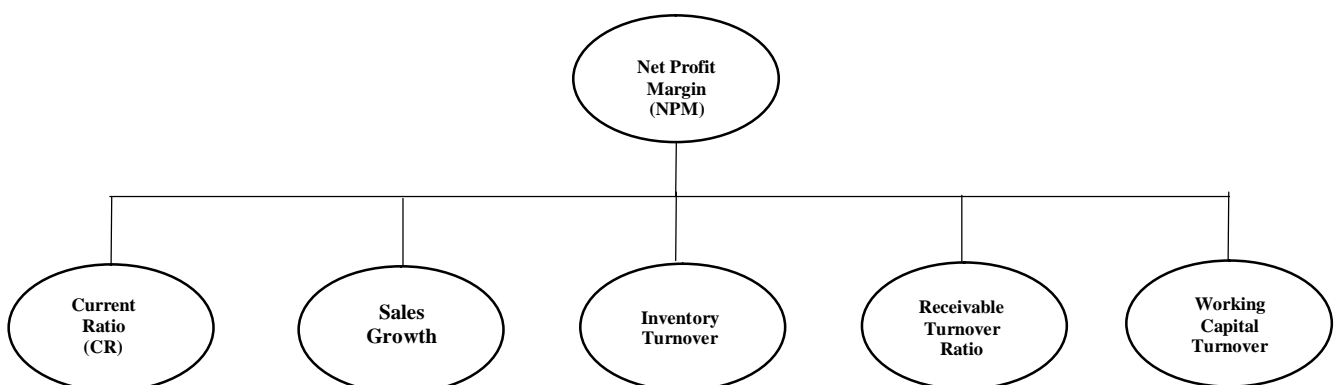 Net Profit
Margin
(NPM)
Current
Ratio
(CR)
Sales
Growth
Inventory
Turnover
Receivable
Turnover
Ratio
Working
Capital
Turnover